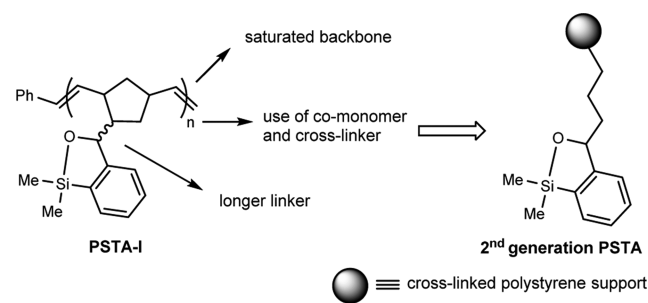 saturated backbone
Ph
n
use of co-monomer
and cross-linker
O
O
Me
Si
Me
longer linker
Me
Si
Me
PSTA-I
2nd generation PSTA
cross-linked polystyrene support